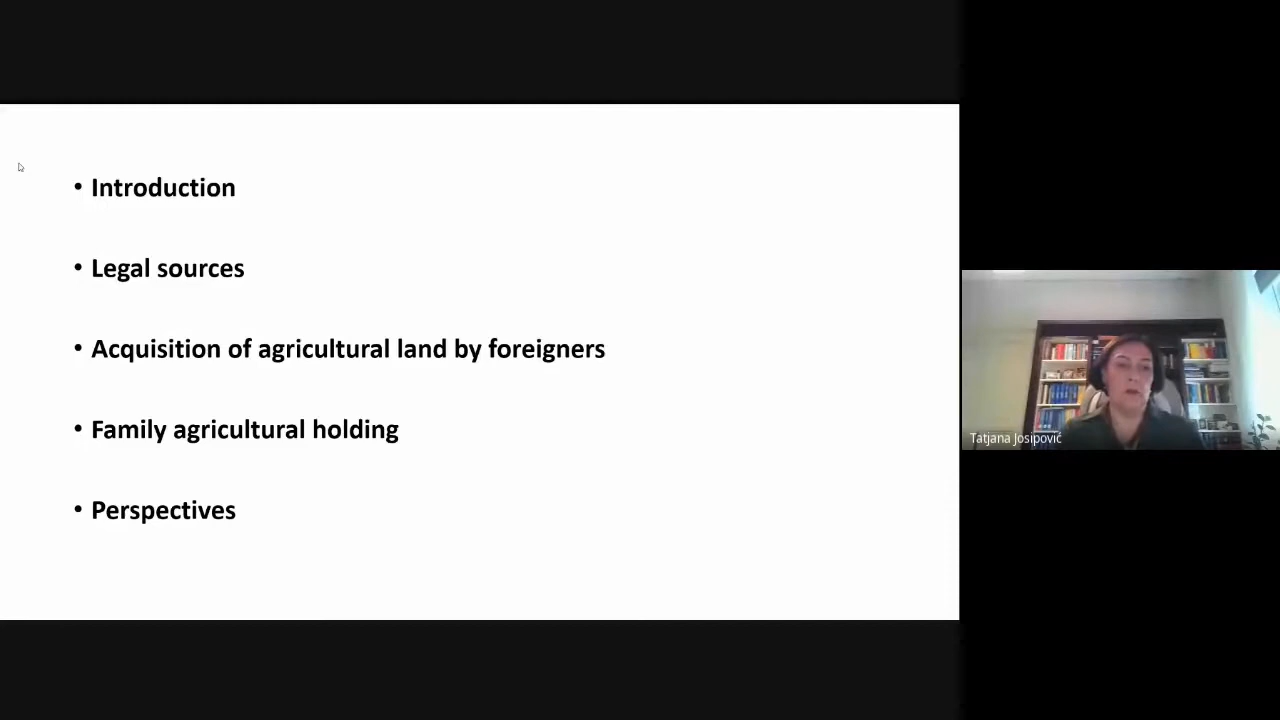 • Introduction
• Legal sources
• Acquisition of agricultural land by foreigners
• Family agricultural holding
• Perspectives
Tatjana Josipović